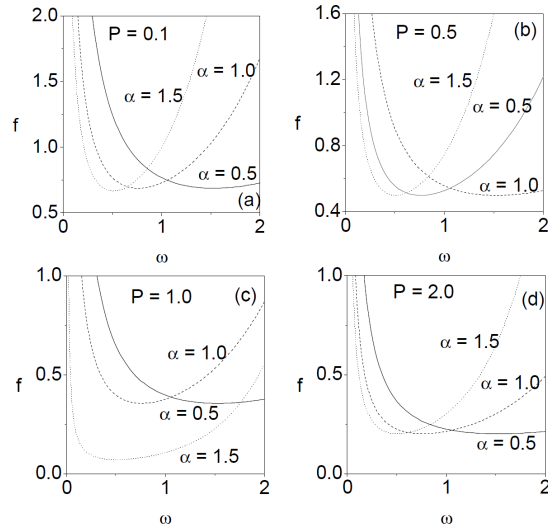 2.0
P = 0.1
α = 1.0
1.5
α = 1.5
f
1.0
α = 0.5
0.5
(a)
0 1 2
ω
1.6
P = 0.5
(b)
α = 1.5
1.2
α = 0.5
f
0.8
α = 1.0
0.4
0 1 2
ω
1.0
P = 1.0
(c)
α = 1.0
f
0.5
α = 0.5
α = 1.5
0.0
0 1 2
ω
1.0
P = 2.0
(d)
α = 1.5
f
0.5
α = 1.0
α = 0.5
0.0
0 1 2
ω